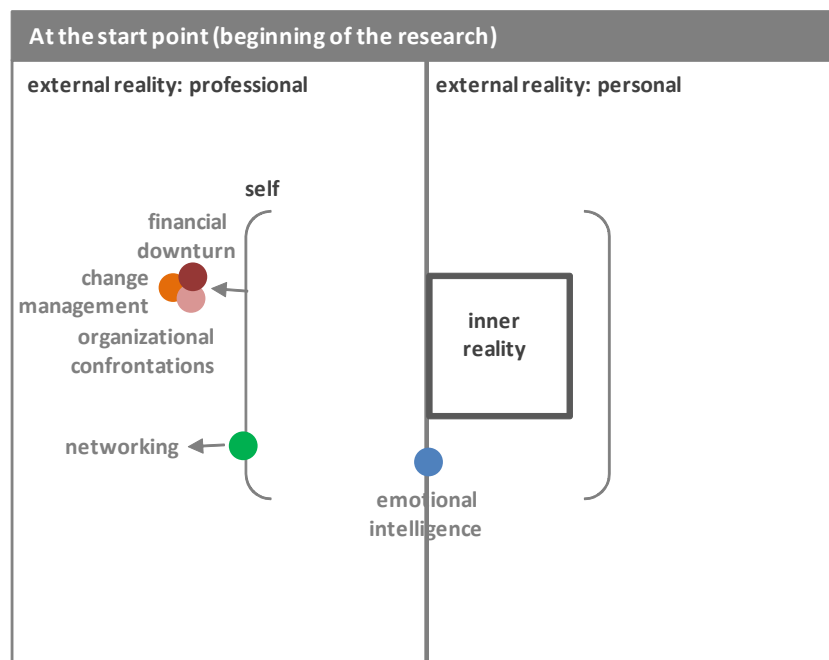 At the start point (beginning of the research)
external reality: professional
external reality: personal
self
financial
downturn
change
management
organizational
confrontations
inner
reality
networking
emotional
intelligence